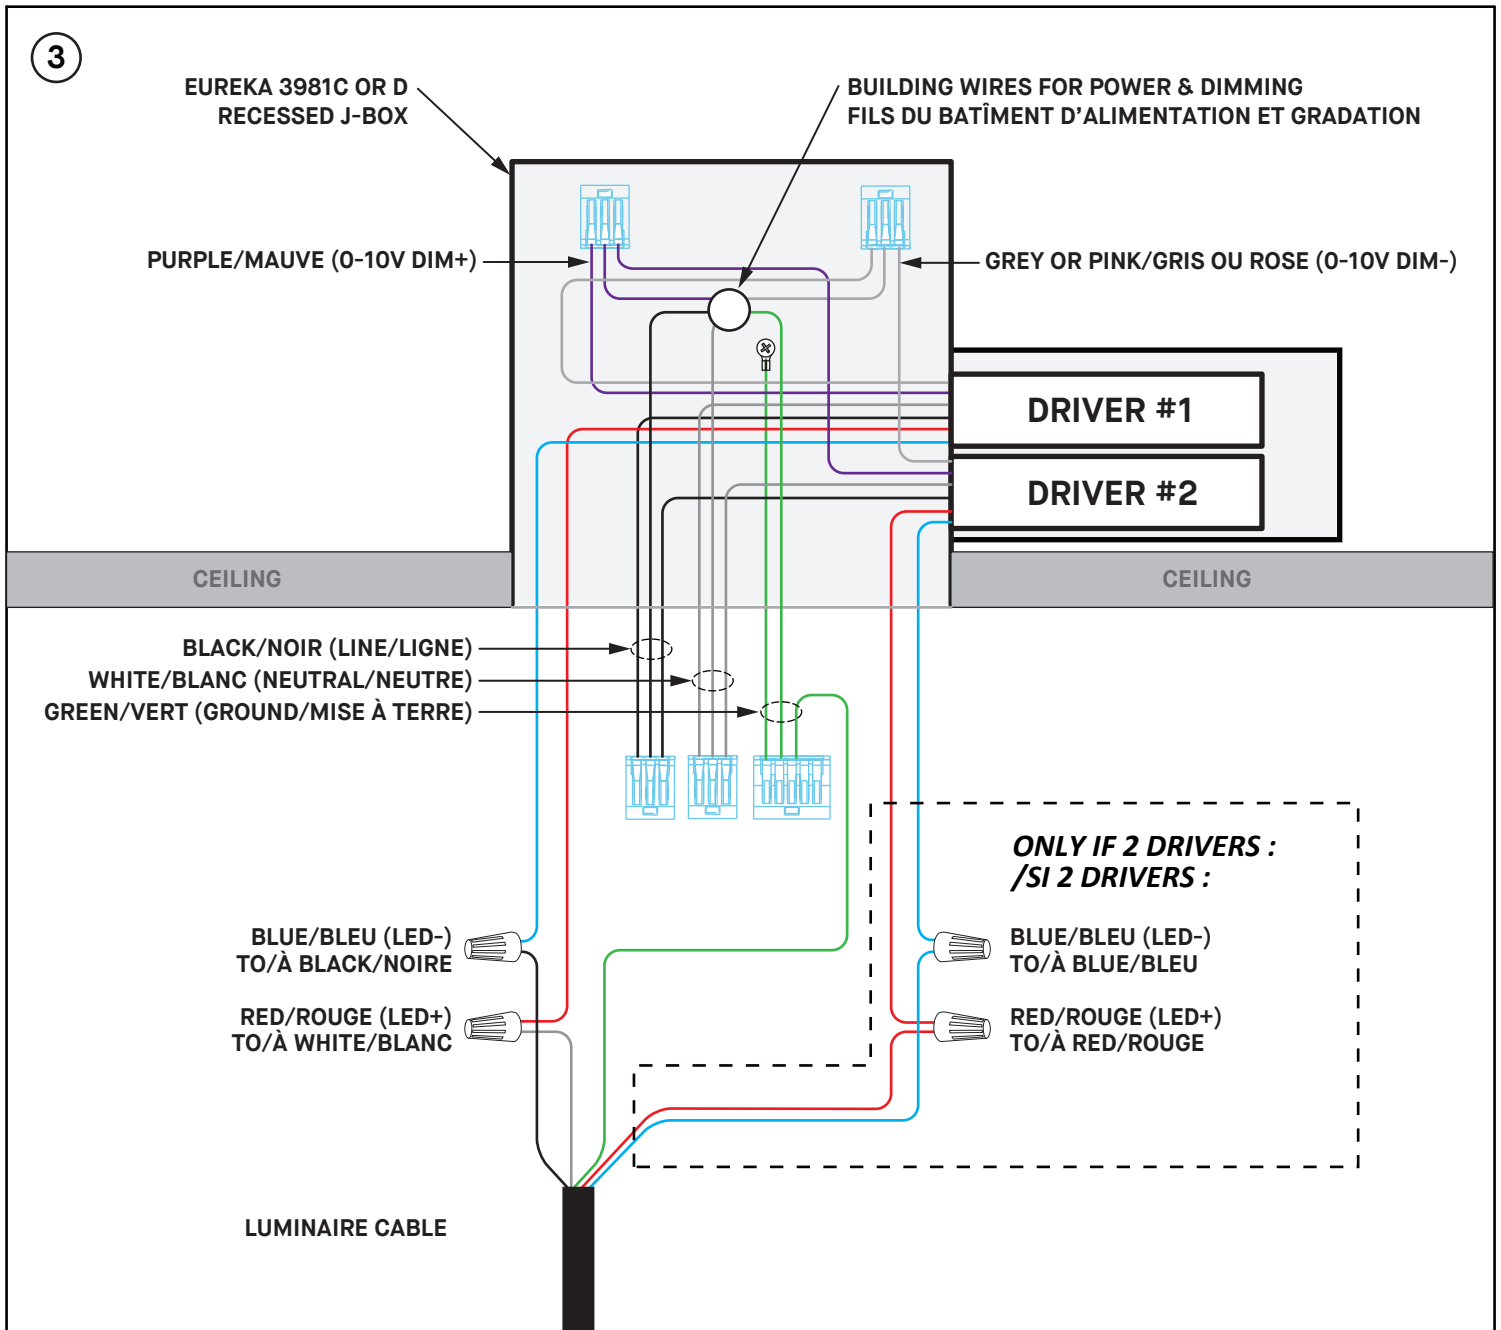 3
EUREKA 3981C OR D
RECESSED J-BOX
BUILDING WIRES FOR POWER & DIMMING
FILS DU BATÎMENT D'ALIMENTATION ET GRADATION
PURPLE/MAUVE (0-10V DIM+)
GREY OR PINK/GRIS OU ROSE (0-10V DIM-)
DRIVER #1
DRIVER #2
CEILING
CEILING
BLACK/NOIR (LINE/LIGNE)
WHITE/BLANC (NEUTRAL/NEUTRE)
GREEN/VERT (GROUND/MISE À TERRE)
ONLY IF 2 DRIVERS :
/SI 2 DRIVERS :
BLUE/BLEU (LED-)
TO/À BLACK/NOIRE
BLUE/BLEU (LED-)
TO/À BLUE/BLEU
RED/ROUGE (LED+)
TO/À WHITE/BLANC
RED/ROUGE (LED+)
TO/À RED/ROUGE
LUMINAIRE CABLE